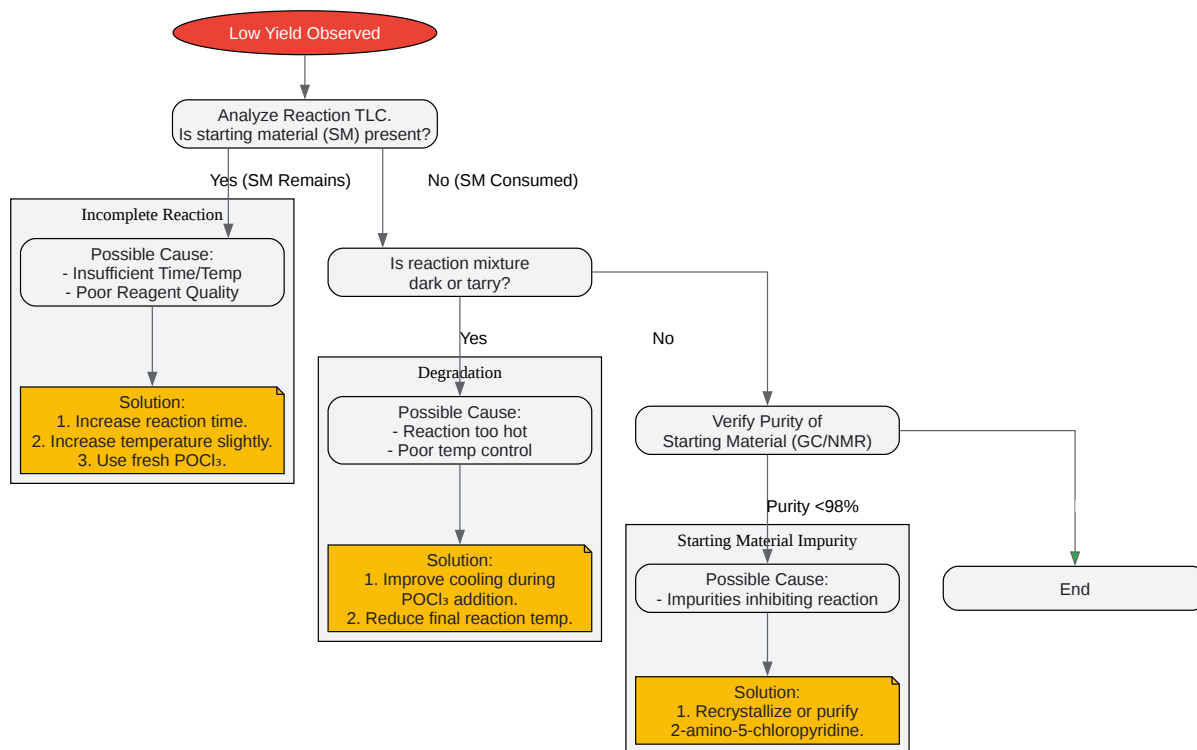 Low Yield Observed
Analyze Reaction TLC.
Is starting material (SM) present?
Yes (SM Remains)
No (SM Consumed)
Incomplete Reaction
Possible Cause:
- Insufficient Time/Temp
- Poor Reagent Quality
Is reaction mixture
dark or tarry?
Yes
No
Degradation
Solution:
1. Increase reaction time.
2. Increase temperature slightly.
3. Use fresh POCl₃.
Possible Cause:
- Reaction too hot
- Poor temp control
Verify Purity of
Starting Material (GC/NMR)
Purity <98%
Starting Material Impurity
Solution:
1. Improve cooling during
POCl₃ addition.
2. Reduce final reaction temp.
Possible Cause:
- Impurities inhibiting reaction
End
Solution:
1. Recrystallize or purify
2-amino-5-chloropyridine.